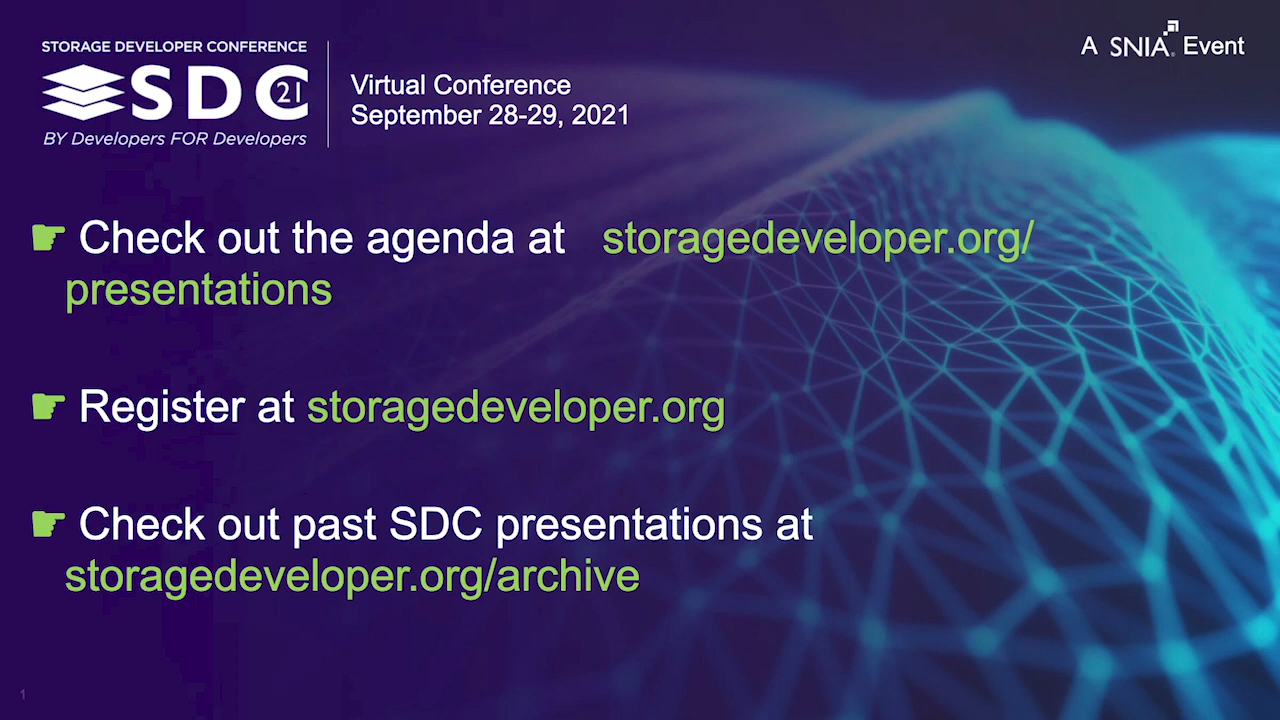 STORAGE DEVELOPER CONFERENCE
SDC 21
BY Developers FOR Developers
Virtual Conference
September 28-29, 2021
A SNIA® Event
☛ Check out the agenda at storagedeveloper.org/
presentations
☛ Register at storagedeveloper.org
☛ Check out past SDC presentations at
storagedeveloper.org/archive
1